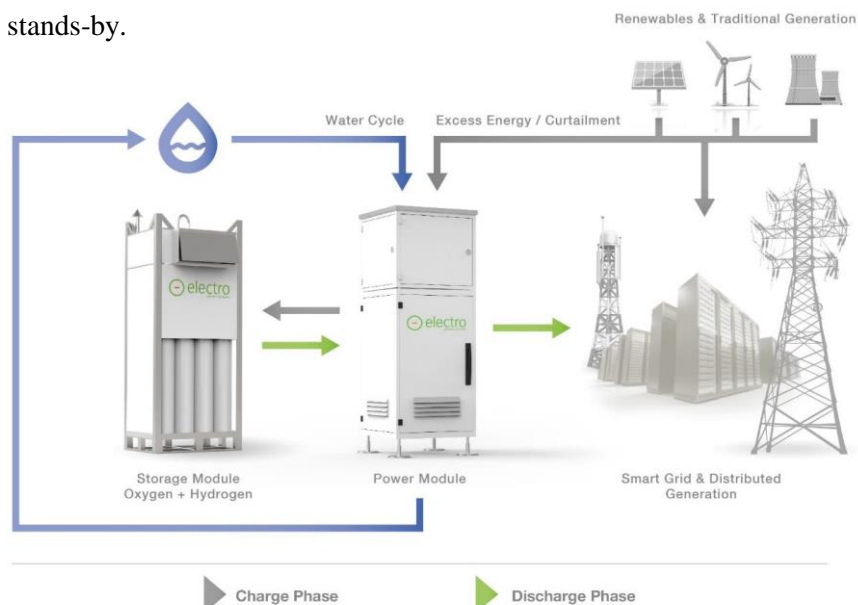 stands-by.
Renewables & Traditional Generation
Water Cycle
Excess Energy / Curtailment
electro
electro
Storage Module
Oxygen + Hydrogen
Power Module
Smart Grid & Distributed
Generation
Charge Phase
Discharge Phase